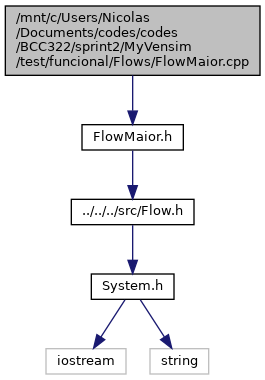 /mnt/c/Users/Nicolas
/Documents/codes/codes
/BCC322/sprint2/MyVensim
/test/funcional/Flows/FlowMaior.cpp
FlowMaior.h
../../../src/Flow.h
System.h
iostream
string